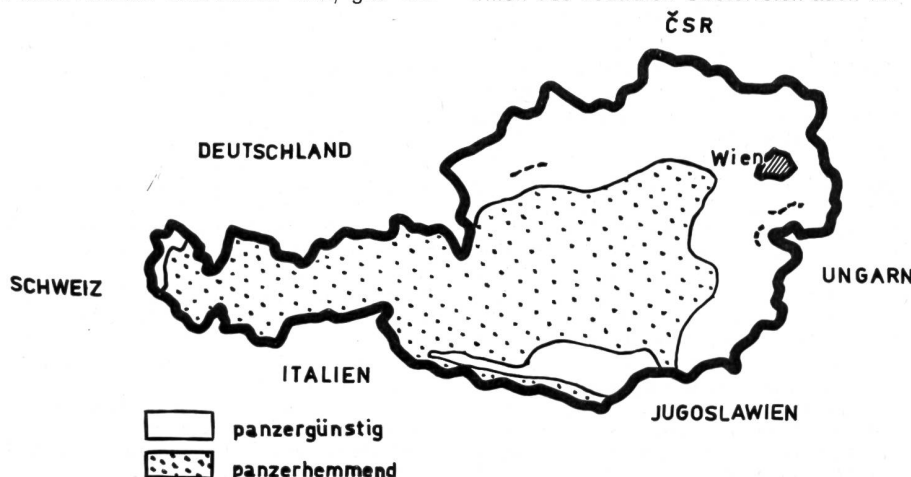 ČSR
DEUTSCHLAND
Wien
SCHWEIZ
UNGARN
ITALIEN
JUGOSLAWIEN
panzergünstig
panzerhemmend